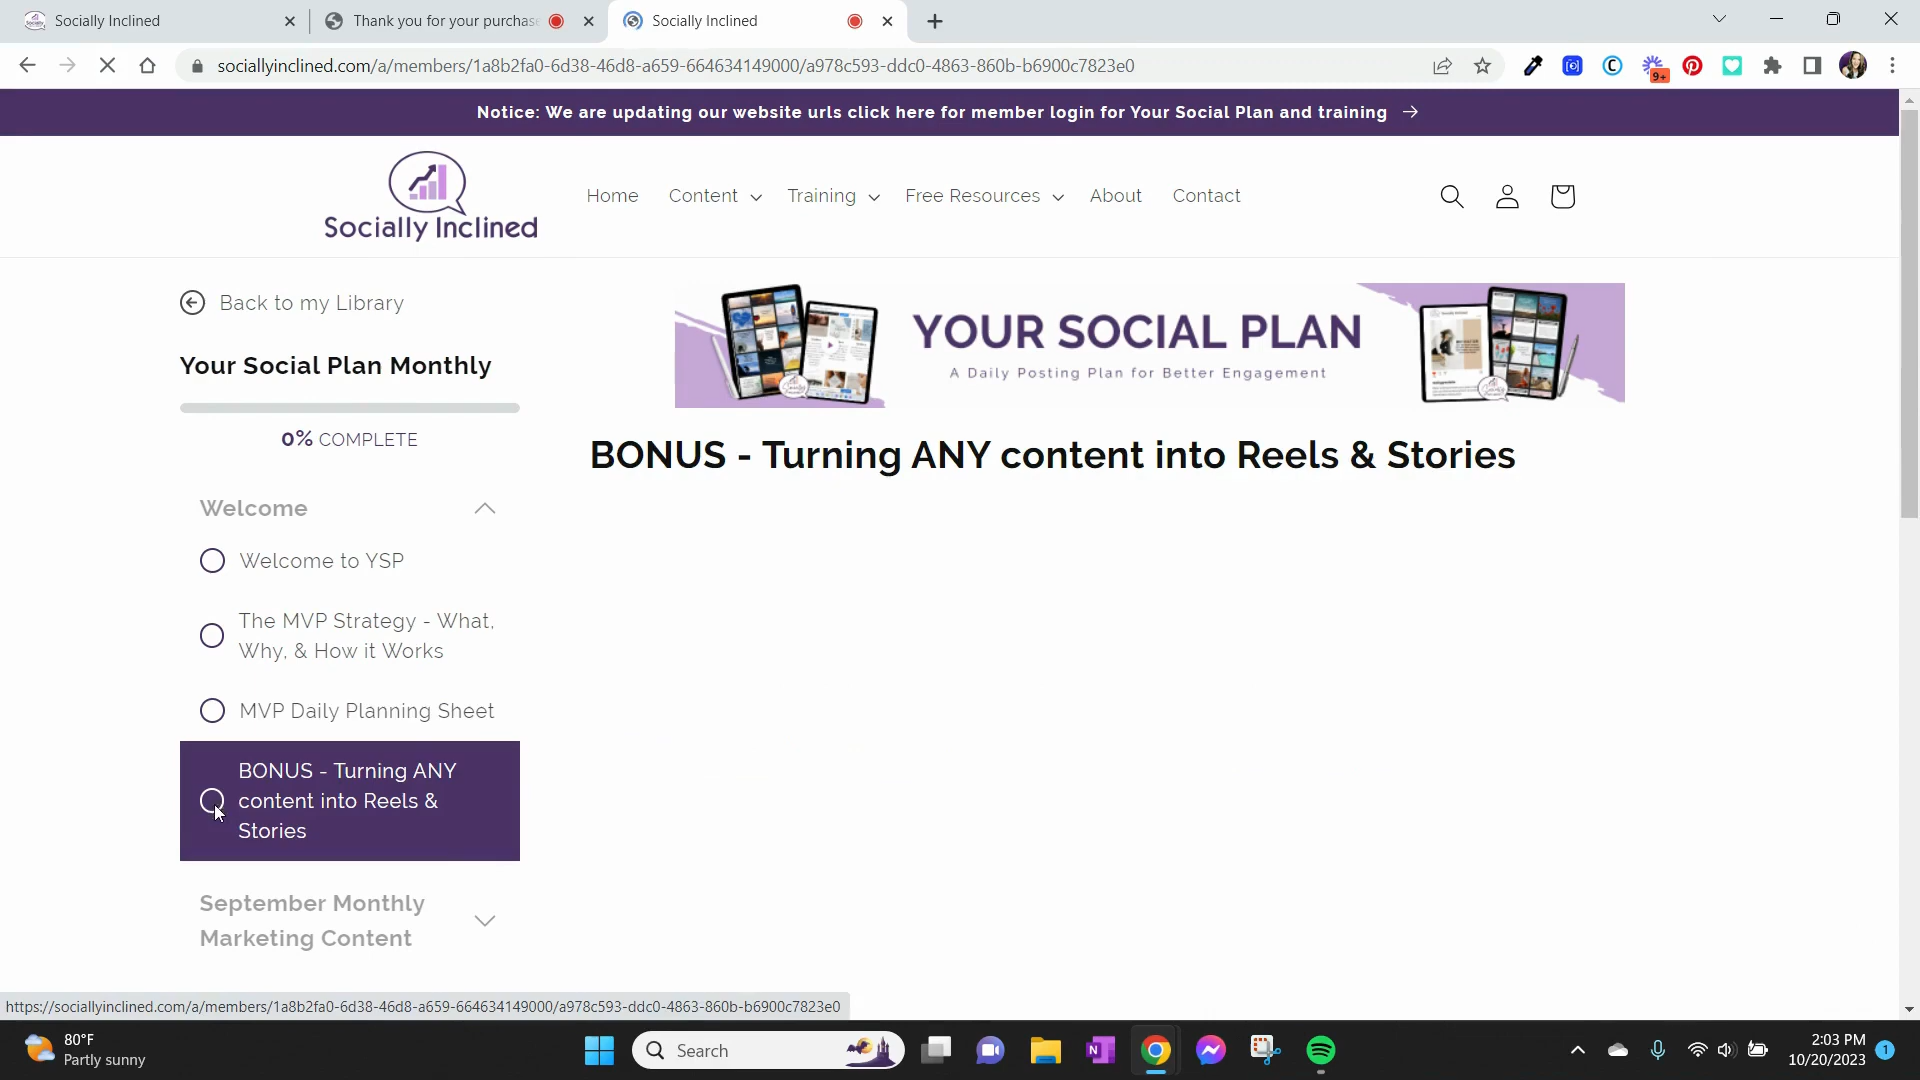 Socially Inclined
Thank you for your purchas
Socially Inclined
sociallyinclined.com/a/members/1a8b2fa0-6d38-46d8-a659-664634149000/a978c593-ddc0-4863-860b-b6900c7823e0
9+
Notice: We are updating our website urls click here for member login for Your Social Plan and training
Socially Inclined
Home
Content
Training
Free Resources
About
Contact
Back to my Library
YOUR SOCIAL PLAN
A Daily Posting Plan for Better Engagement
Your Social Plan Monthly
0% COMPLETE
BONUS - Turning ANY content into Reels & Stories
Welcome
Welcome to YSP
The MVP Strategy - What,
Why, & How it Works
MVP Daily Planning Sheet
BONUS - Turning ANY
content into Reels &
Stories
September Monthly
Marketing Content
https://sociallyinclined.com/a/members/1a8b2fa0-6d38-46d8-a659-664634149000/a978c593-ddc0-4863-860b-b6900c7823e0
80°F
Partly sunny
Search
2:03 PM
10/20/2023
1